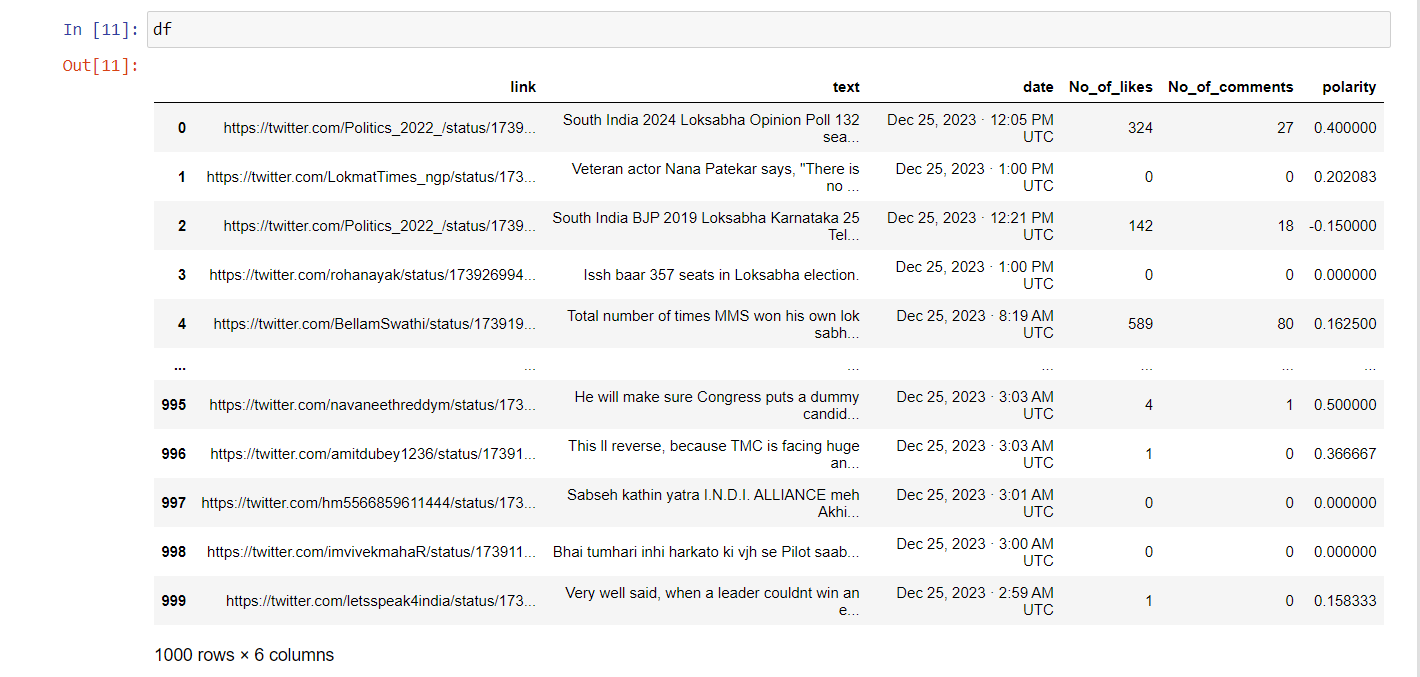 In [11]: df
Out[11]:
link text date No_of_likes No_of_comments polarity
0 https://twitter.com/Politics_2022_/status/1739... South India 2024 Loksabha Opinion Poll 132 sea... Dec 25, 2023 · 12:05 PM UTC 324 27 0.400000
1 https://twitter.com/LokmatTimes_ngp/status/173... Veteran actor Nana Patekar says, "There is no ... Dec 25, 2023 · 1:00 PM UTC 0 0 0.202083
2 https://twitter.com/Politics_2022_/status/1739... South India BJP 2019 Loksabha Karnataka 25 Tel... Dec 25, 2023 · 12:21 PM UTC 142 18 -0.150000
3 https://twitter.com/rohanayak/status/173926994... Issh baar 357 seats in Loksabha election. Dec 25, 2023 · 1:00 PM UTC 0 0 0.000000
4 https://twitter.com/BellamSwathi/status/173919... Total number of times MMS won his own lok sabh... Dec 25, 2023 · 8:19 AM UTC 589 80 0.162500
... ... ... ... ... ... ...
995 https://twitter.com/navaneethreddym/status/173... He will make sure Congress puts a dummy candid... Dec 25, 2023 · 3:03 AM UTC 4 1 0.500000
996 https://twitter.com/amitdubey1236/status/17391... This ll reverse, because TMC is facing huge an... Dec 25, 2023 · 3:03 AM UTC 1 0 0.366667
997 https://twitter.com/hm5566859611444/status/173... Sabseh kathin yatra I.N.D.I. ALLIANCE meh Akhi... Dec 25, 2023 · 3:01 AM UTC 0 0 0.000000
998 https://twitter.com/imvivekmahaR/status/173911... Bhai tumhari inhi harkato ki vjh se Pilot saab... Dec 25, 2023 · 3:00 AM UTC 0 0 0.000000
999 https://twitter.com/letsspeak4india/status/173... Very well said, when a leader couldnt win an e... Dec 25, 2023 · 2:59 AM UTC 1 0 0.158333
1000 rows × 6 columns